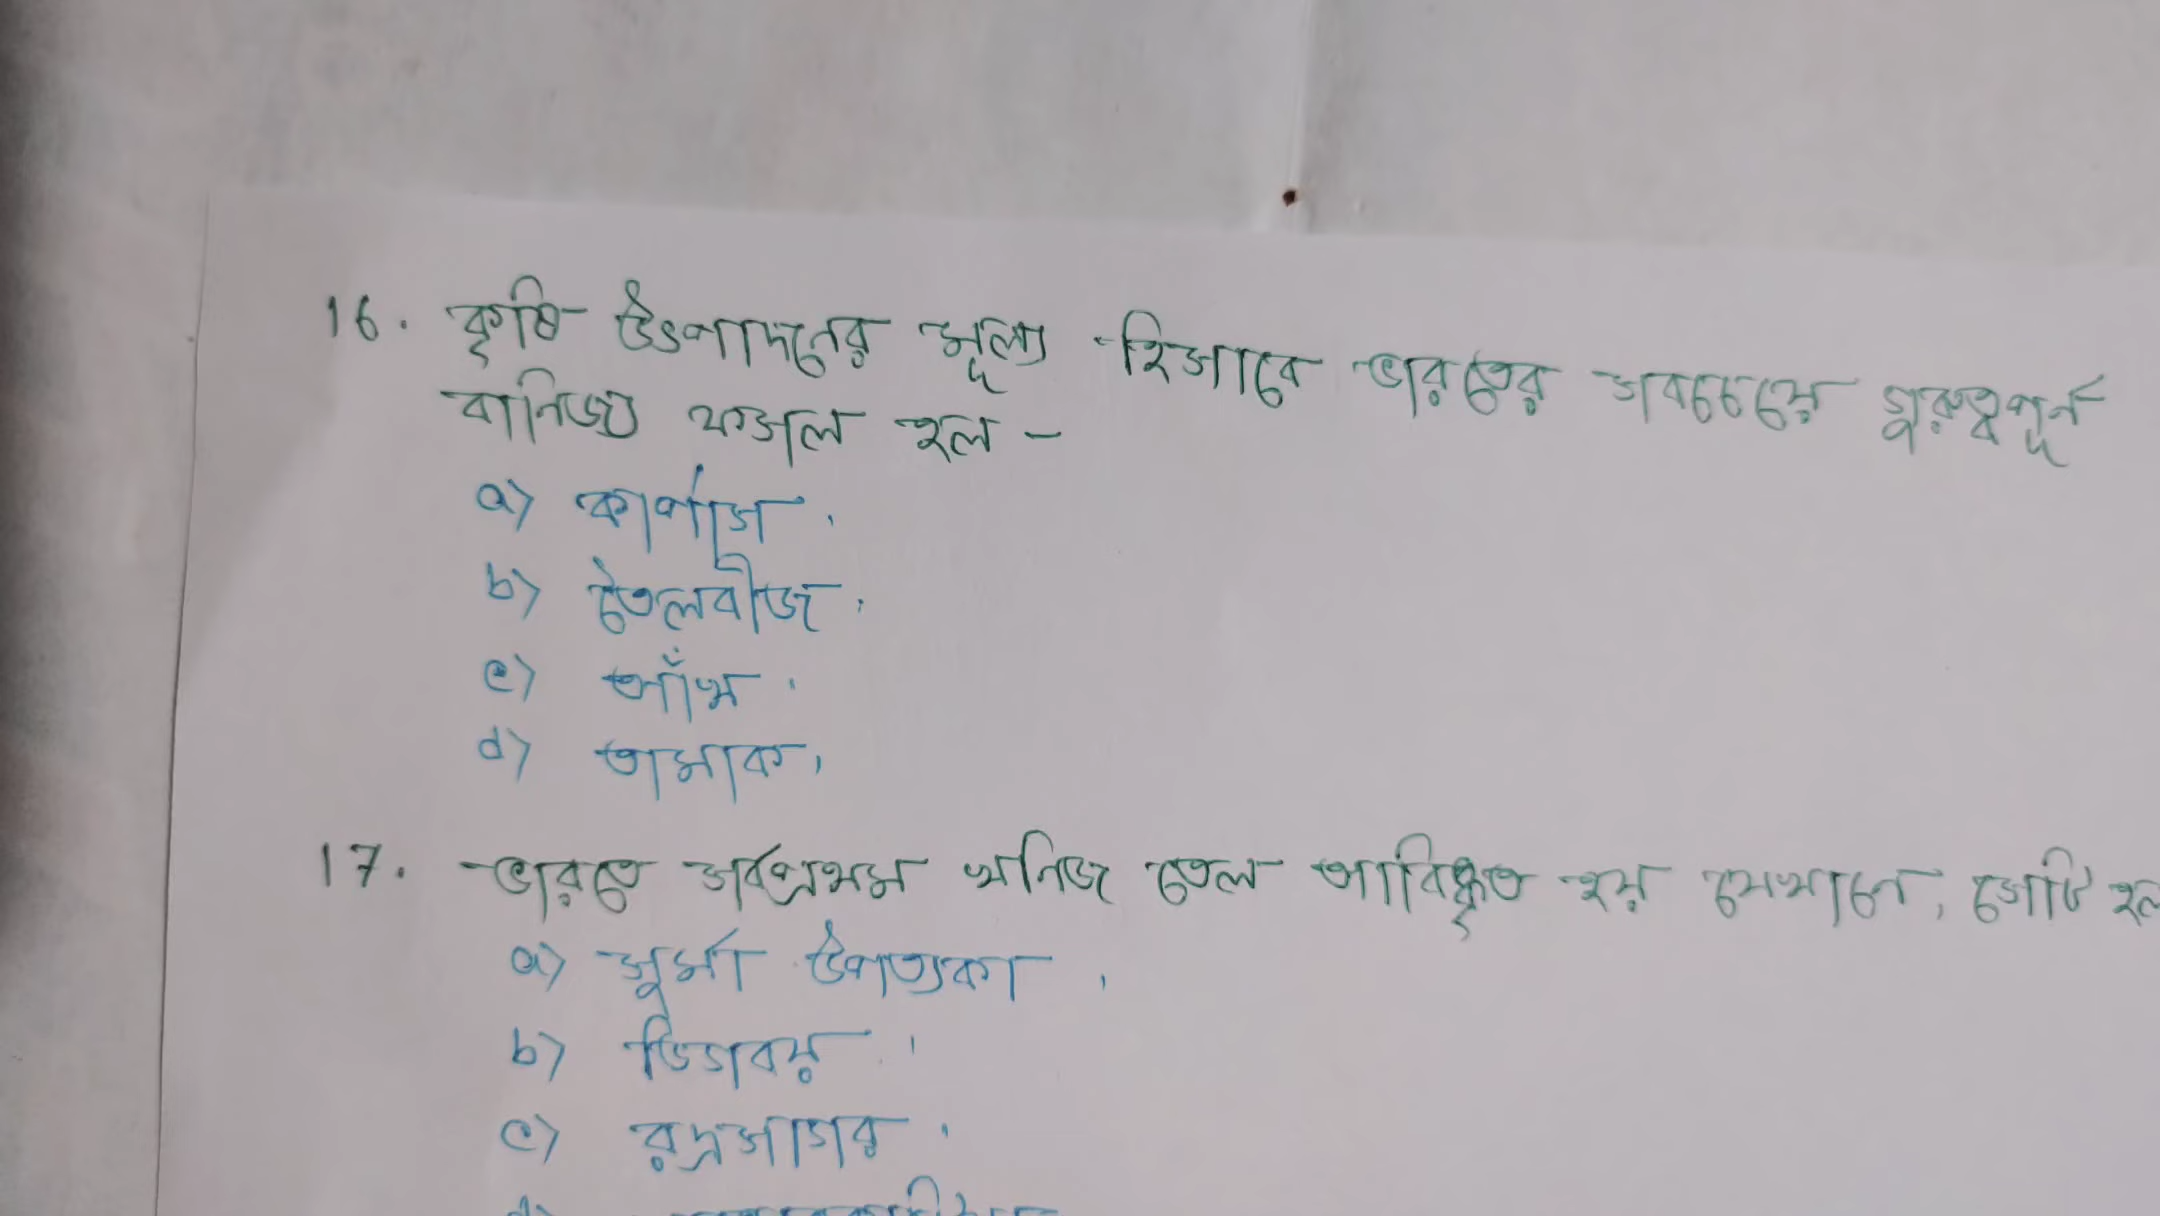 16. কৃষি উৎপাদনের মূল্য হিসাবে ভারতের সবচেয়ে গুরুত্বপূর্ন
বানিজ্য ফসল হল -
a) কার্পাস.
b) তৈলবীজ.
c) আঁখ.
d) তামাক.
17. ভারতে সর্বপ্রথম খনিজ তেল আবিষ্কৃত হয় যেখানে, সেটি হল
a) সুর্মা উপত্যকা.
b) ডিগবয়.
c) রদ্রসাগর.
d)